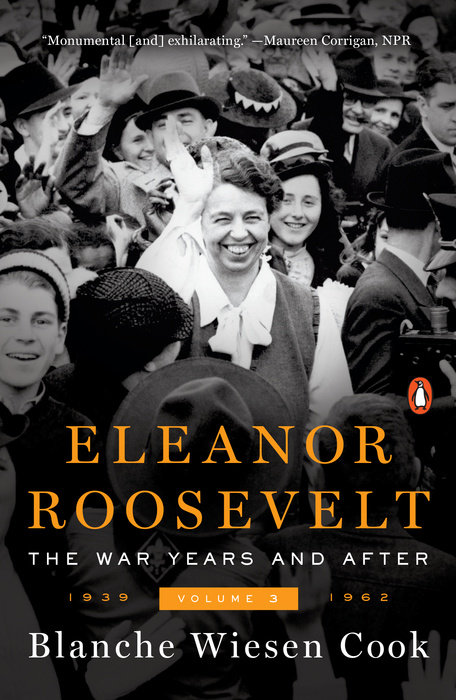 “Monumental [and] exhilarating.” —Maureen Corrigan, NPR
ELEANOR
ROOSEVELT
THE WAR YEARS AND AFTER
1939 VOLUME 3 1962
Blanche Wiesen Cook